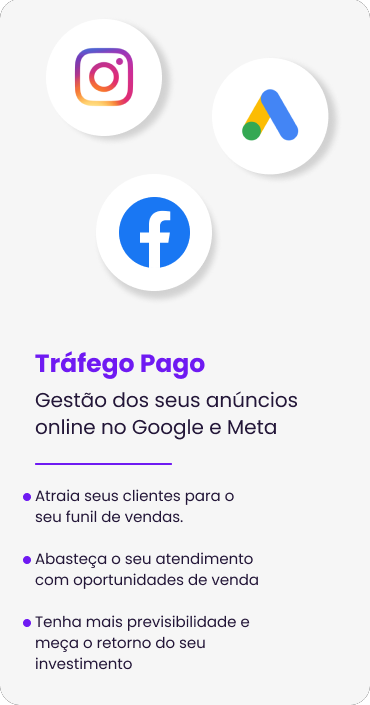 Tráfego Pago
Gestão dos seus anúncios
online no Google e Meta
Atraia seus clientes para o
seu funil de vendas.
Abasteça o seu atendimento
com oportunidades de venda
Tenha mais previsibilidade e
meça o retorno do seu
investimento